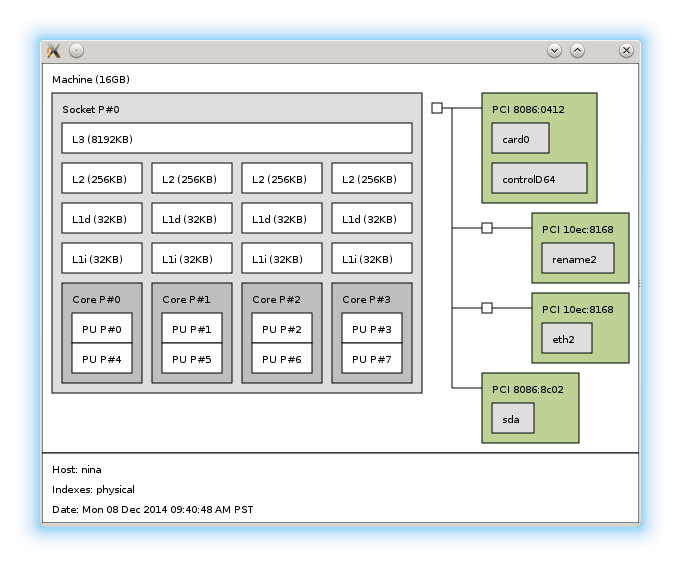 Machine (16GB)
Socket P#0
L3 (8192KB)
L2 (256KB) L2 (256KB) L2 (256KB) L2 (256KB)
L1d (32KB) L1d (32KB) L1d (32KB) L1d (32KB)
L1i (32KB) L1i (32KB) L1i (32KB) L1i (32KB)
Core P#0 Core P#1 Core P#2 Core P#3
PU P#0 PU P#1 PU P#2 PU P#3
PU P#4 PU P#5 PU P#6 PU P#7
PCI 8086:0412
card0
controlD64
PCI 10ec:8168
rename2
PCI 10ec:8168
eth2
PCI 8086:8c02
sda
Host: nina
Indexes: physical
Date: Mon 08 Dec 2014 09:40:48 AM PST